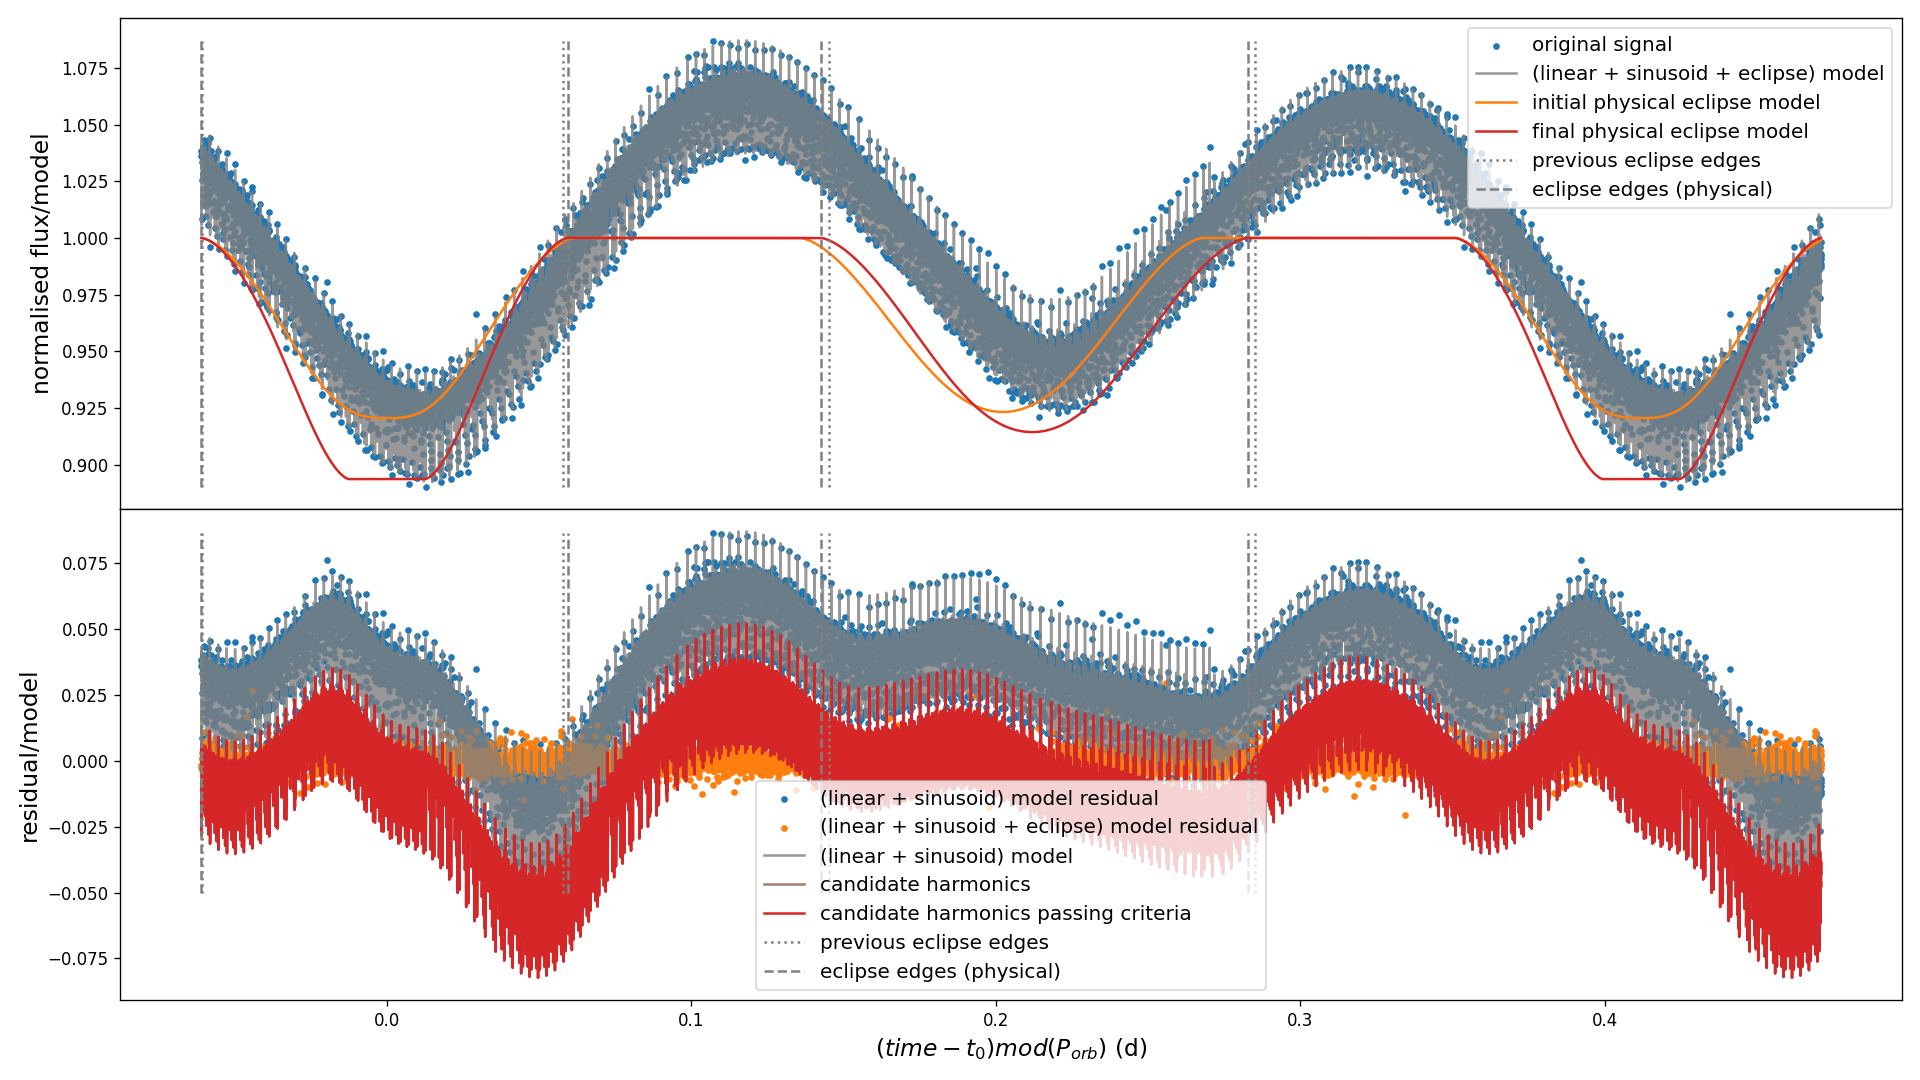 normalised flux/model
1.075
1.050
1.025
1.000
0.975
0.950
0.925
0.900
original signal
(linear + sinusoid + eclipse) model
initial physical eclipse model
final physical eclipse model
previous eclipse edges
eclipse edges (physical)
residual/model
0.075
0.050
0.025
0.000
−0.025
−0.050
−0.075
(linear + sinusoid) model residual
(linear + sinusoid + eclipse) model residual
(linear + sinusoid) model
candidate harmonics
candidate harmonics passing criteria
previous eclipse edges
eclipse edges (physical)
0.0 0.1 0.2 0.3 0.4
(time − t₀)mod(Pₒᵣᵦ) (d)